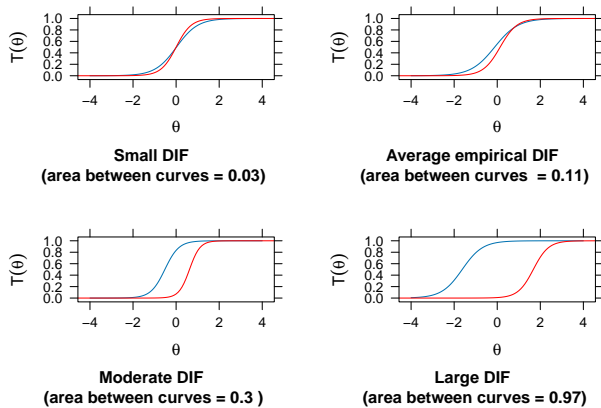 T(θ)
1.0
0.8
0.6
0.4
0.2
0.0
−4 −2 0 2 4
θ
Small DIF
(area between curves = 0.03)
T(θ)
1.0
0.8
0.6
0.4
0.2
0.0
−4 −2 0 2 4
θ
Average empirical DIF
(area between curves  = 0.11)
T(θ)
1.0
0.8
0.6
0.4
0.2
0.0
−4 −2 0 2 4
θ
Moderate DIF
(area between curves = 0.3 )
T(θ)
1.0
0.8
0.6
0.4
0.2
0.0
−4 −2 0 2 4
θ
Large DIF
(area between curves = 0.97)